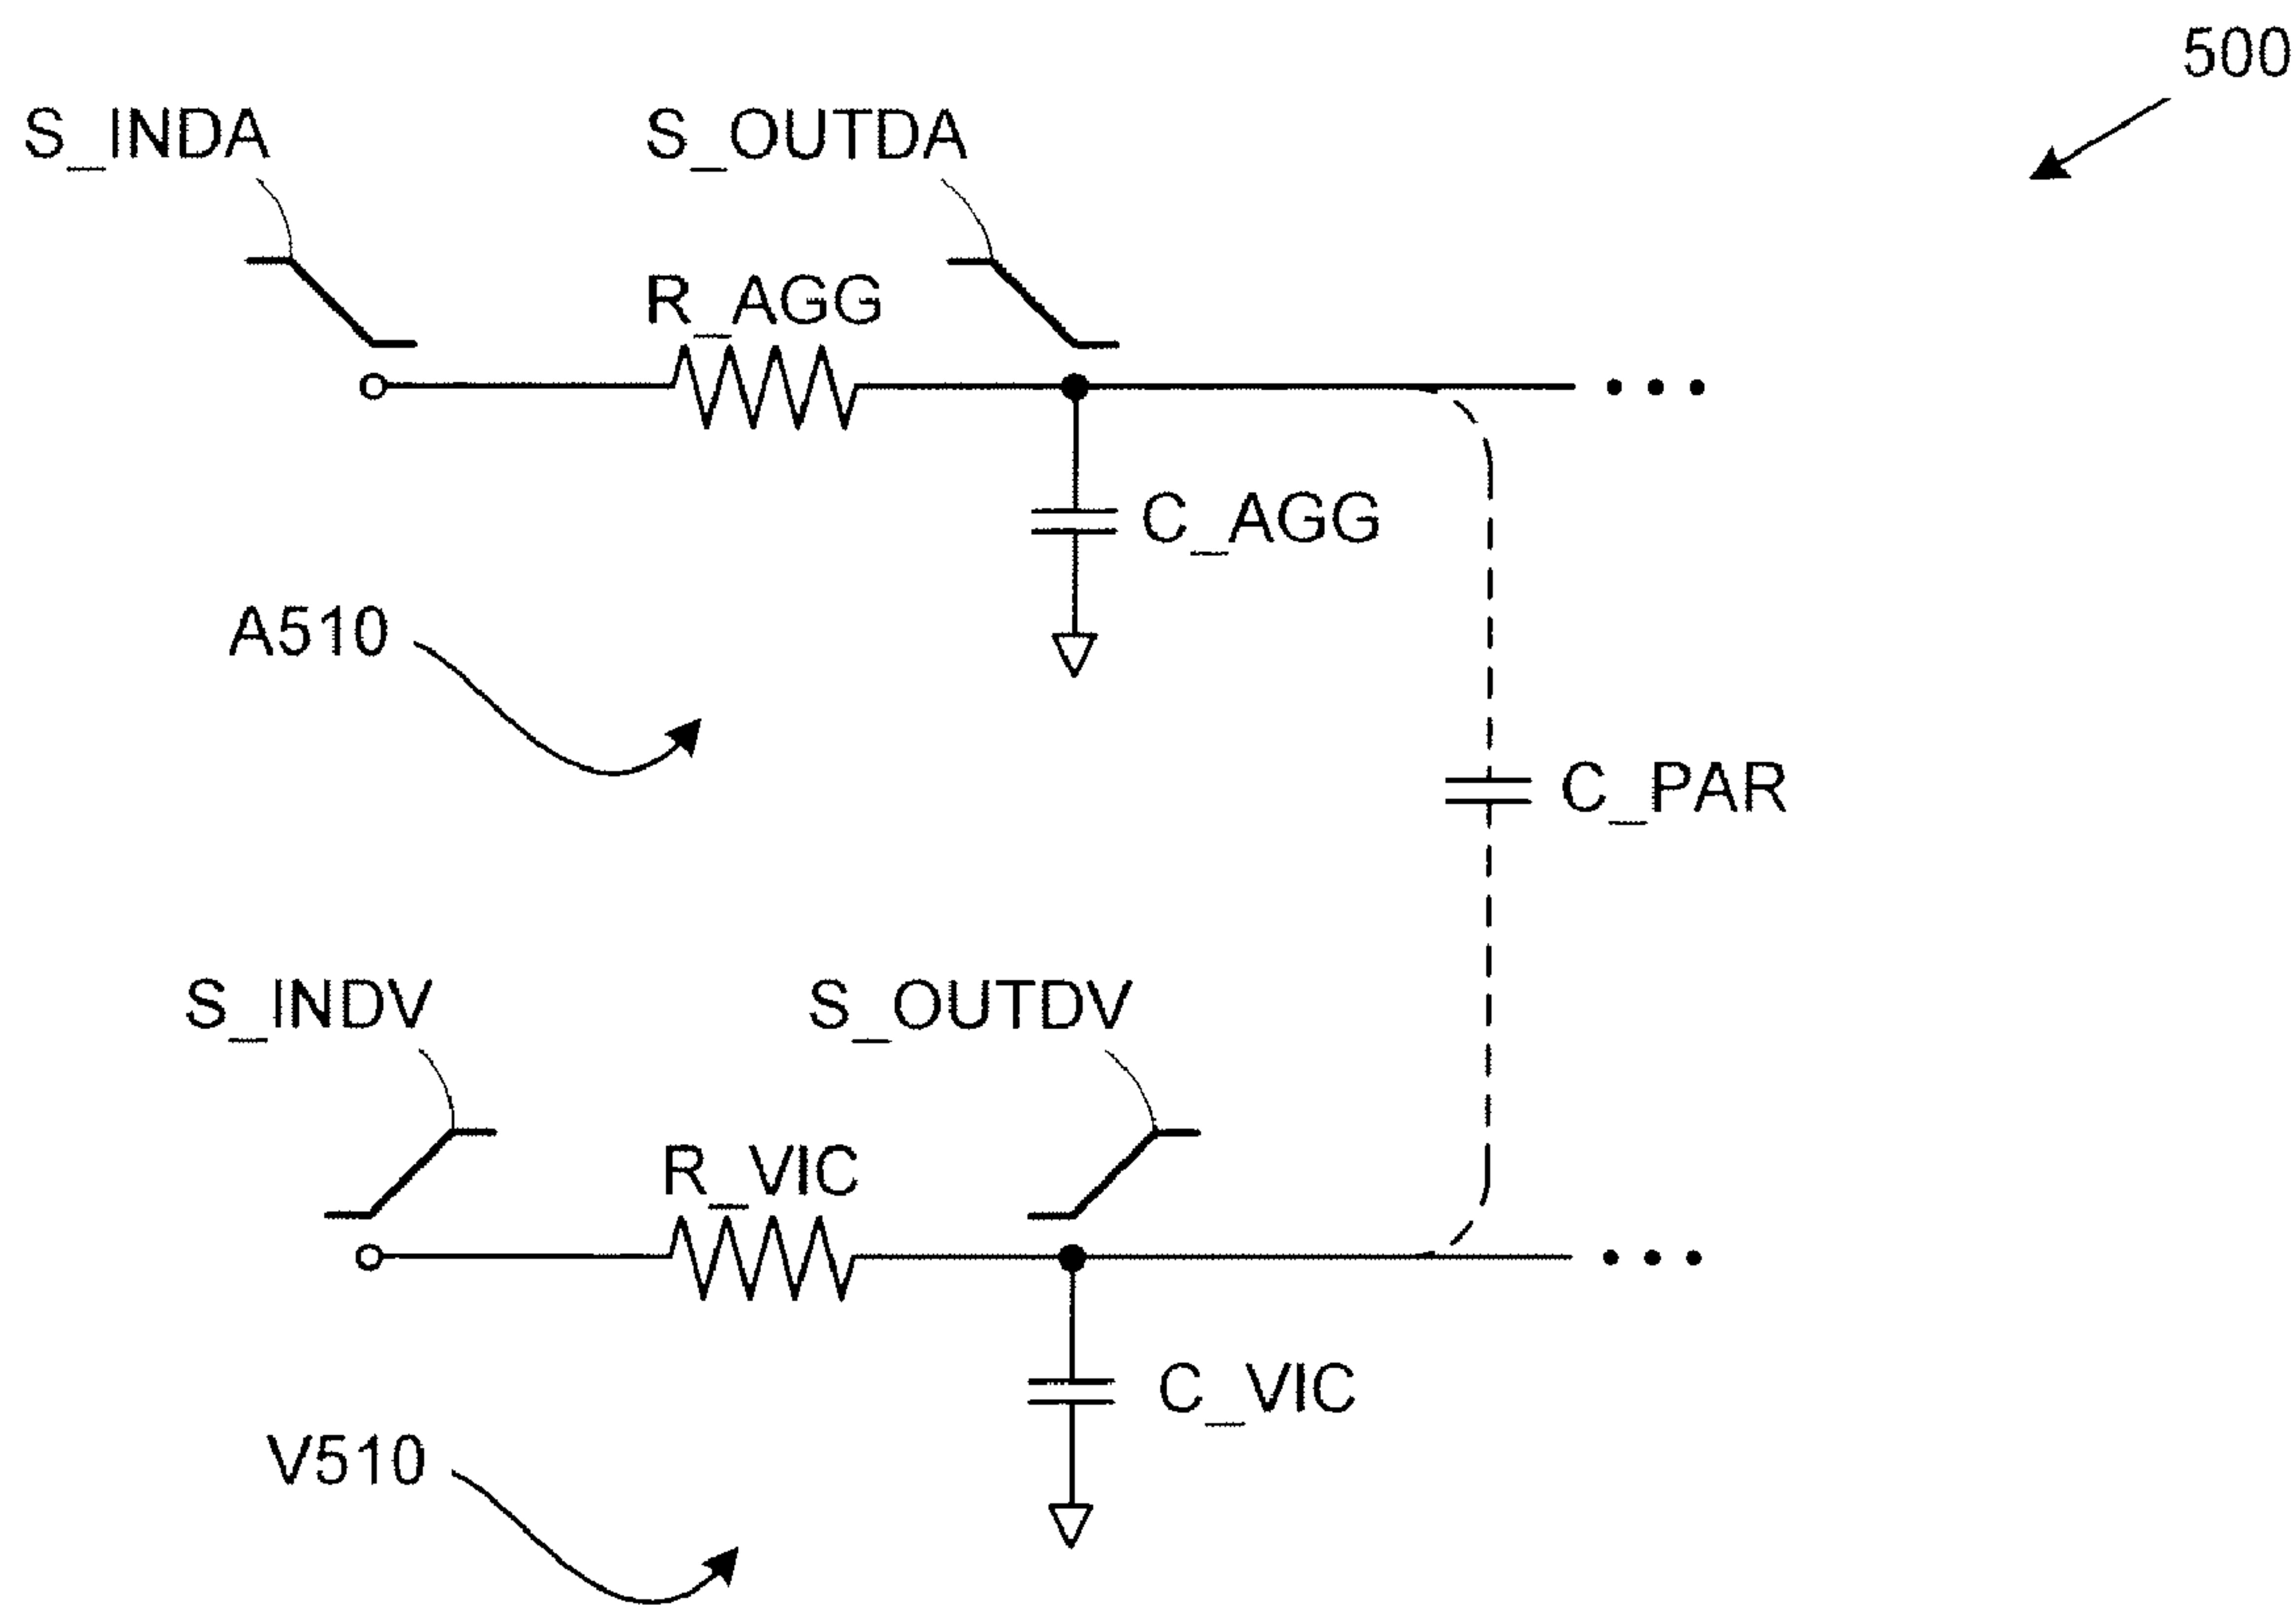 500
S_INDA
S_OUTDA
R_AGG
C_AGG
A510
C_PAR
S_INDV
S_OUTDV
R_VIC
C_VIC
V510